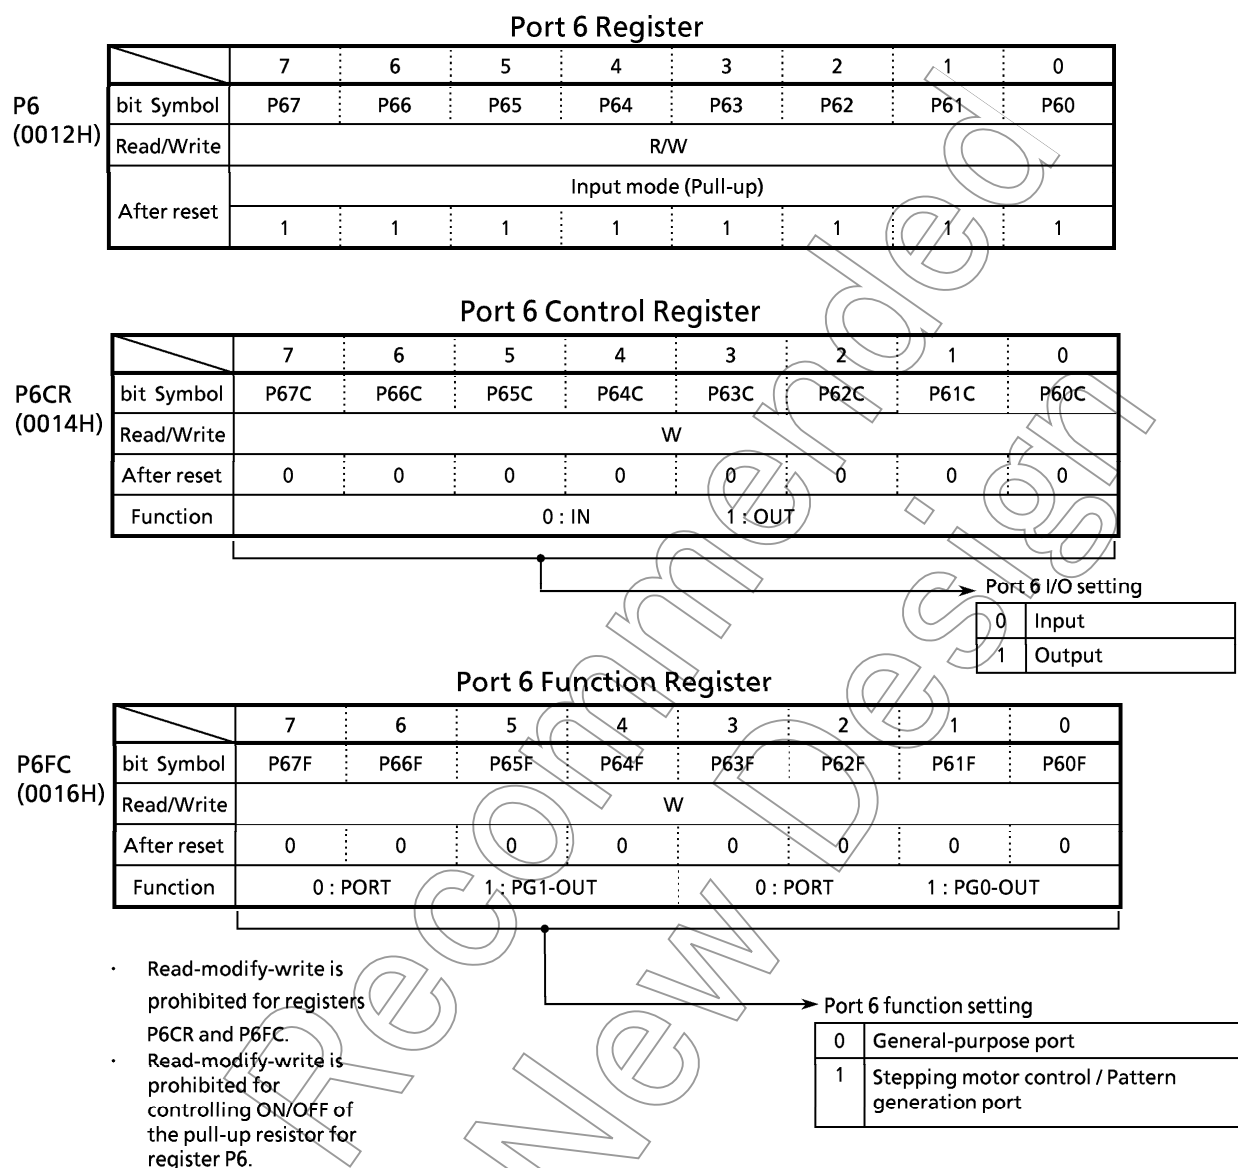 Port 6 Register
7 6 5 4 3 2 1 0
P6
(0012H)
bit Symbol P67 P66 P65 P64 P63 P62 P61 P60
Read/Write R/W
After reset
Input mode (Pull-up)
1 1 1 1 1 1 1 1
Port 6 Control Register
7 6 5 4 3 2 1 0
P6CR
(0014H)
bit Symbol P67C P66C P65C P64C P63C P62C P61C P60C
Read/Write W
After reset 0 0 0 0 0 0 0 0
Function 0 : IN 1 : OUT
Port 6 I/O setting
0 Input
1 Output
Port 6 Function Register
7 6 5 4 3 2 1 0
P6FC
(0016H)
bit Symbol P67F P66F P65F P64F P63F P62F P61F P60F
Read/Write W
After reset 0 0 0 0 0 0 0 0
Function 0 : PORT 1 : PG1-OUT 0 : PORT 1 : PG0-OUT
· Read-modify-write is
prohibited for registers
P6CR and P6FC.
· Read-modify-write is
prohibited for
controlling ON/OFF of
the pull-up resistor for
register P6.
Port 6 function setting
0 General-purpose port
1 Stepping motor control / Pattern
generation port
Recommended
New Design